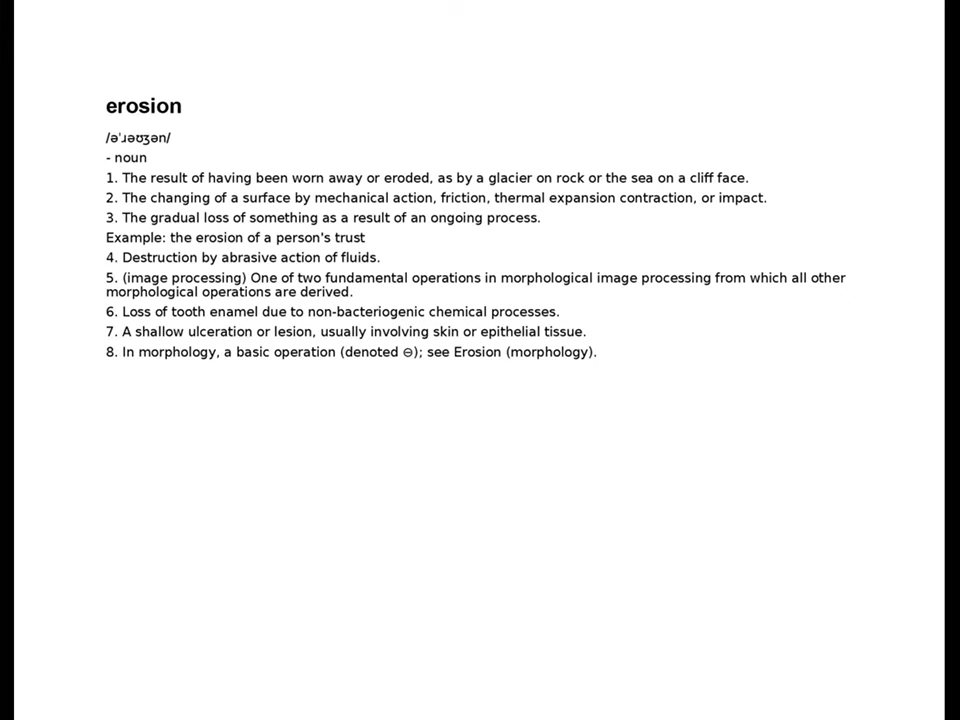 erosion
/əˈɹəʊʒən/
- noun
1. The result of having been worn away or eroded, as by a glacier on rock or the sea on a cliff face.
2. The changing of a surface by mechanical action, friction, thermal expansion contraction, or impact.
3. The gradual loss of something as a result of an ongoing process.
Example: the erosion of a person's trust
4. Destruction by abrasive action of fluids.
5. (image processing) One of two fundamental operations in morphological image processing from which all other
morphological operations are derived.
6. Loss of tooth enamel due to non-bacteriogenic chemical processes.
7. A shallow ulceration or lesion, usually involving skin or epithelial tissue.
8. In morphology, a basic operation (denoted ⊖); see Erosion (morphology).